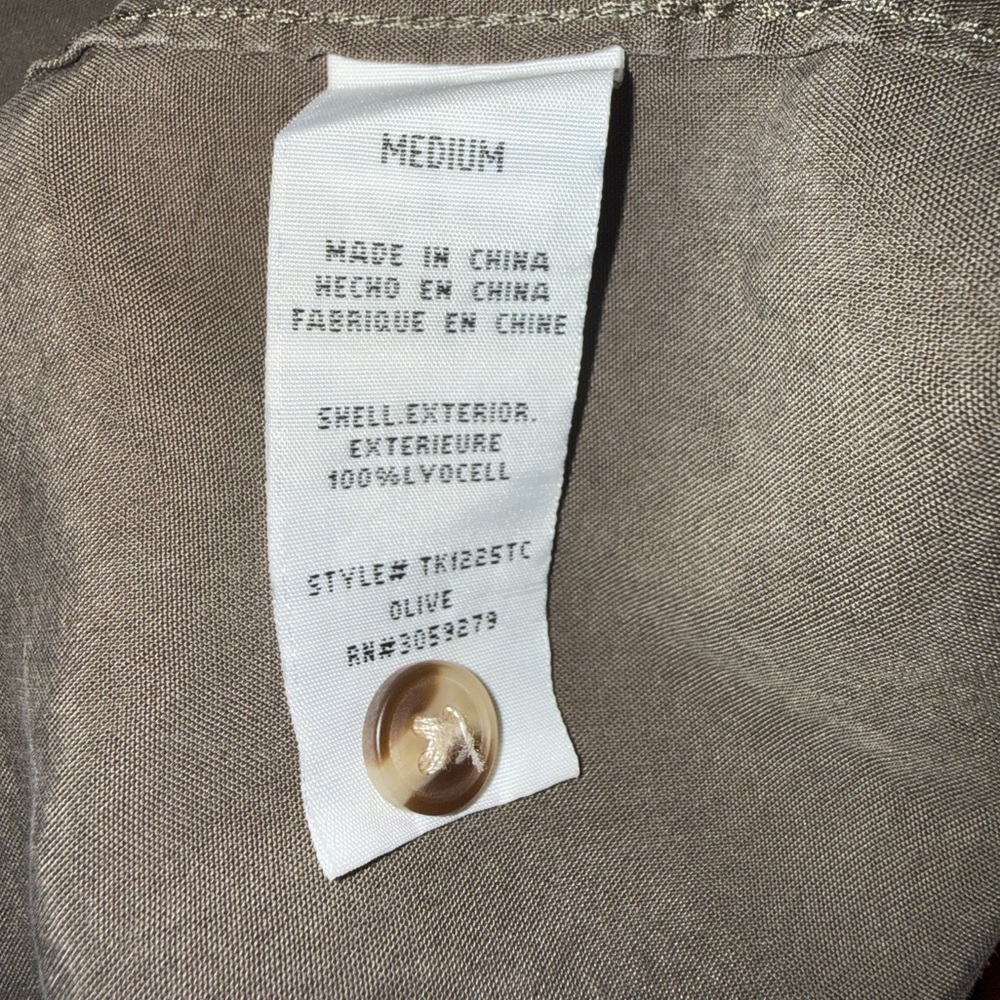 MEDIUM
MADE IN CHINA
HECHO EN CHINA
FABRIQUE EN CHINE
SHELL.EXTERIOR.
EXTERIEURE
100%LYOCELL
STYLE# TK1225TC
OLIVE
RN#3059279